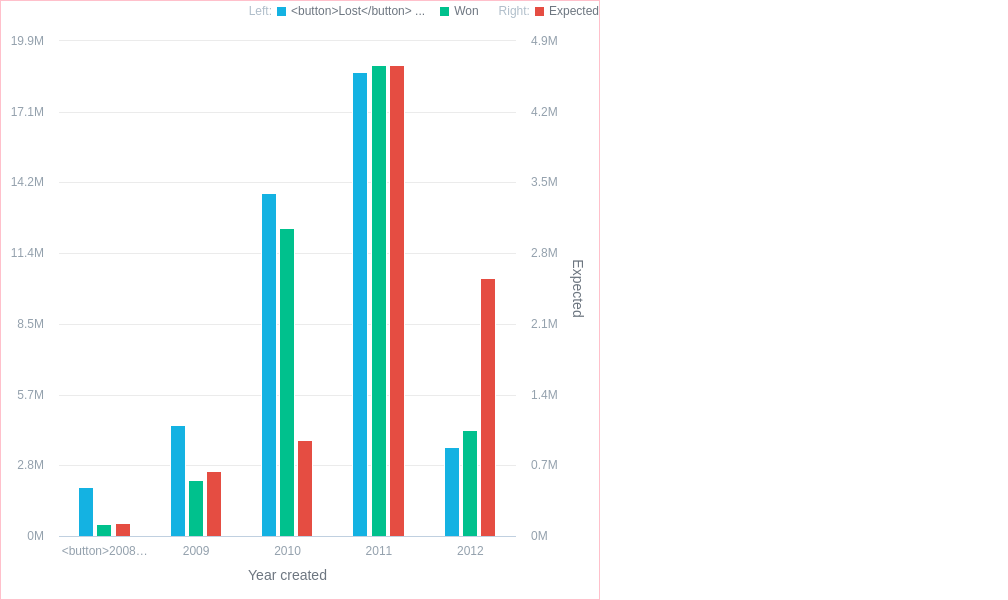 Left: <button>Lost</button> ... Won Right: Expected
19.9M 4.9M
17.1M 4.2M
14.2M 3.5M
11.4M 2.8M
8.5M 2.1M
5.7M 1.4M
2.8M 0.7M
0M 0M
Expected
<button>2008… 2009 2010 2011 2012
Year created